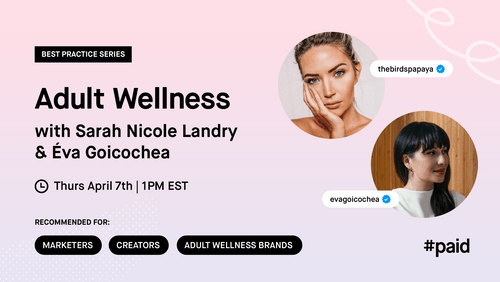 BEST PRACTICE SERIES
Adult Wellness
with Sarah Nicole Landry
& Éva Goicochea
Thurs April 7th | 1PM EST
RECOMMENDED FOR:
MARKETERS
CREATORS
ADULT WELLNESS BRANDS
thebirdspapaya
evagoicochea
#paid